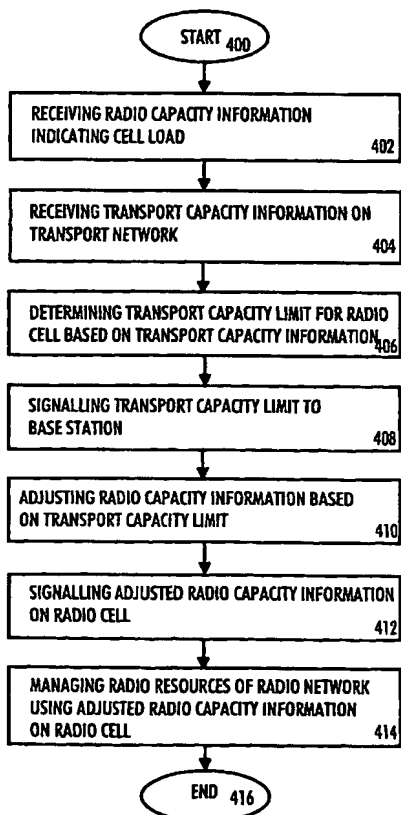 START 400
RECEIVING RADIO CAPACITY INFORMATION
INDICATING CELL LOAD
402
RECEIVING TRANSPORT CAPACITY INFORMATION ON
TRANSPORT NETWORK
404
DETERMINING TRANSPORT CAPACITY LIMIT FOR RADIO
CELL BASED ON TRANSPORT CAPACITY INFORMATION
406
SIGNALLING TRANSPORT CAPACITY LIMIT TO
BASE STATION
408
ADJUSTING RADIO CAPACITY INFORMATION BASED
ON TRANSPORT CAPACITY LIMIT
410
SIGNALLING ADJUSTED RADIO CAPACITY INFORMATION
ON RADIO CELL
412
MANAGING RADIO RESOURCES OF RADIO NETWORK
USING ADJUSTED RADIO CAPACITY INFORMATION
ON RADIO CELL
414
END 416